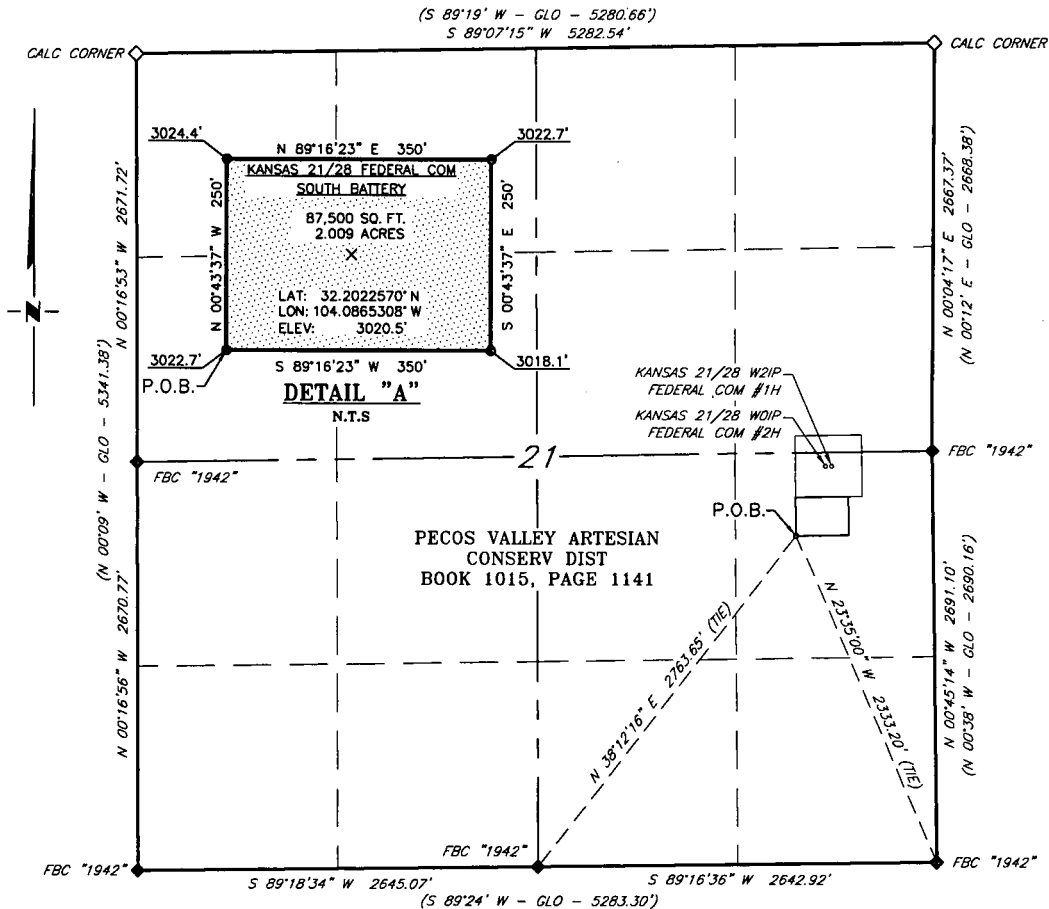 (S 89°19' W - GLO - 5280.66')
S 89°07'15" W 5282.54'
CALC CORNER
CALC CORNER
3024.4'
N 89°16'23" E 350'
3022.7'
KANSAS 21/28 FEDERAL COM
SOUTH BATTERY
87,500 SQ. FT.
2.009 ACRES
X
LAT: 32.2022570° N
LON: 104.0865308° W
ELEV: 3020.5'
N 00°43'37" W 250'
S 00°43'37" E 250'
3022.7'
S 89°16'23" W 350'
3018.1'
P.O.B.
DETAIL "A"
N.T.S
N
N 00°16'53" W 2671.72'
(N 00°09' W - GLO - 5341.38')
N 00°16'56" W 2670.77'
N 00°04'17" E 2667.37'
(N 00°12' E - GLO - 2668.38')
KANSAS 21/28 W2IP
FEDERAL COM #1H
KANSAS 21/28 W0IP
FEDERAL COM #2H
FBC "1942"
21
FBC "1942"
P.O.B.
PECOS VALLEY ARTESIAN
CONSERV DIST
BOOK 1015, PAGE 1141
N 38°12'16" E 2763.65' (TIE)
N 23°35'00" W 2333.20' (TIE)
N 00°45'14" W 2691.10'
(N 00°38' W - GLO - 2690.16')
FBC "1942"
FBC "1942"
FBC "1942"
S 89°18'34" W 2645.07'
S 89°16'36" W 2642.92'
(S 89°24' W - GLO - 5283.30')